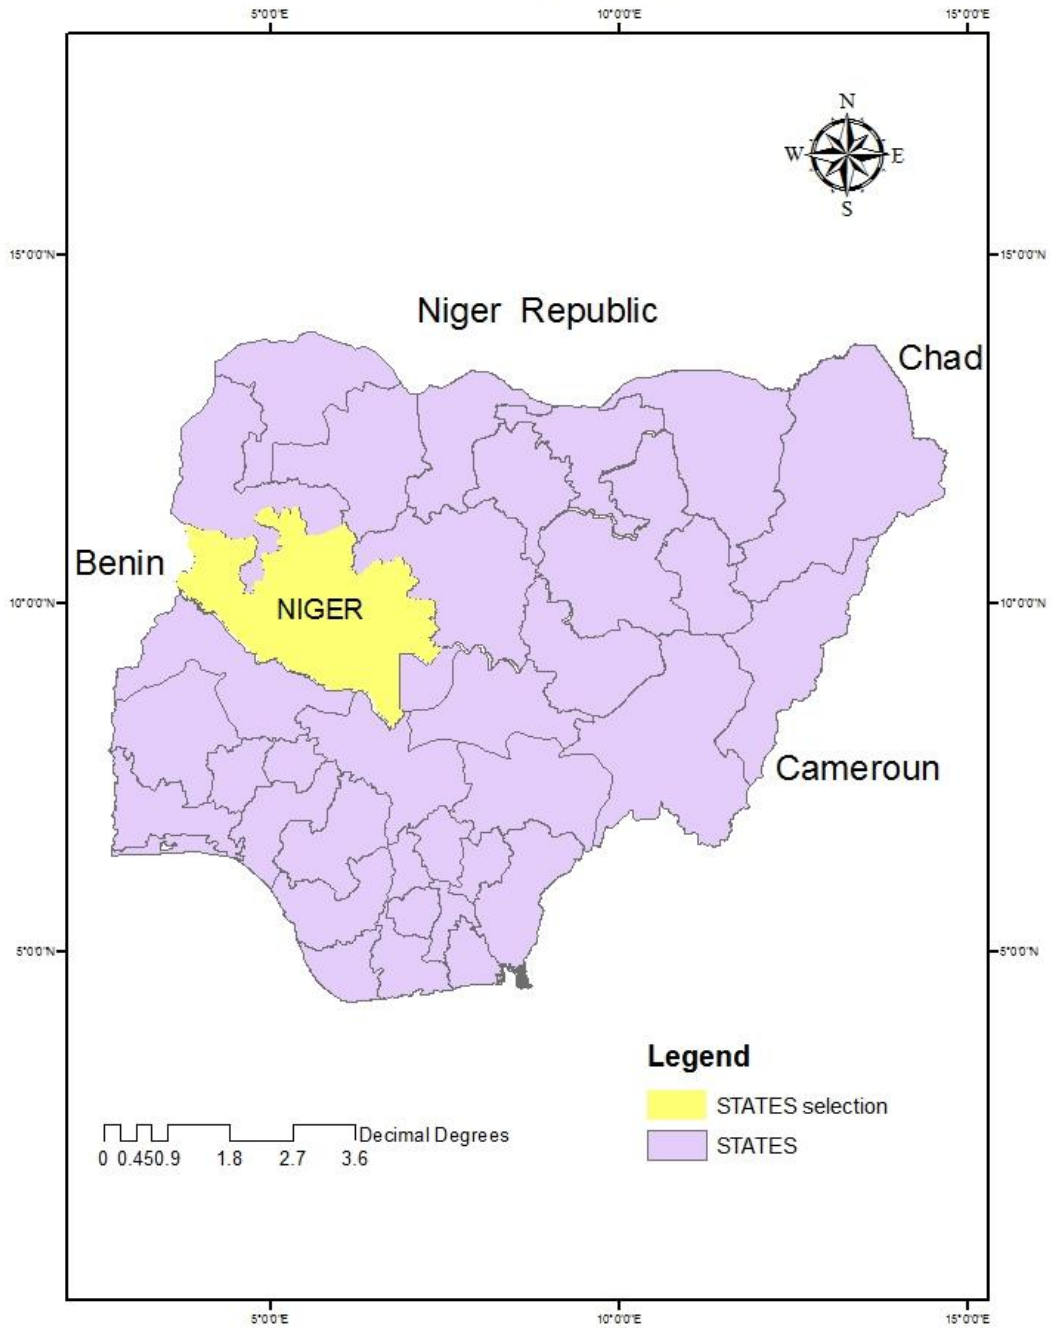 5°0'0"E 10°0'0"E 15°0'0"E
N
W E
S
15°0'0"N 15°0'0"N
Niger Republic
Chad
Benin
10°0'0"N 10°0'0"N
NIGER
Cameroun
5°0'0"N 5°0'0"N
Legend
STATES selection
STATES
Decimal Degrees
0 0.450.9 1.8 2.7 3.6
5°0'0"E 10°0'0"E 15°0'0"E